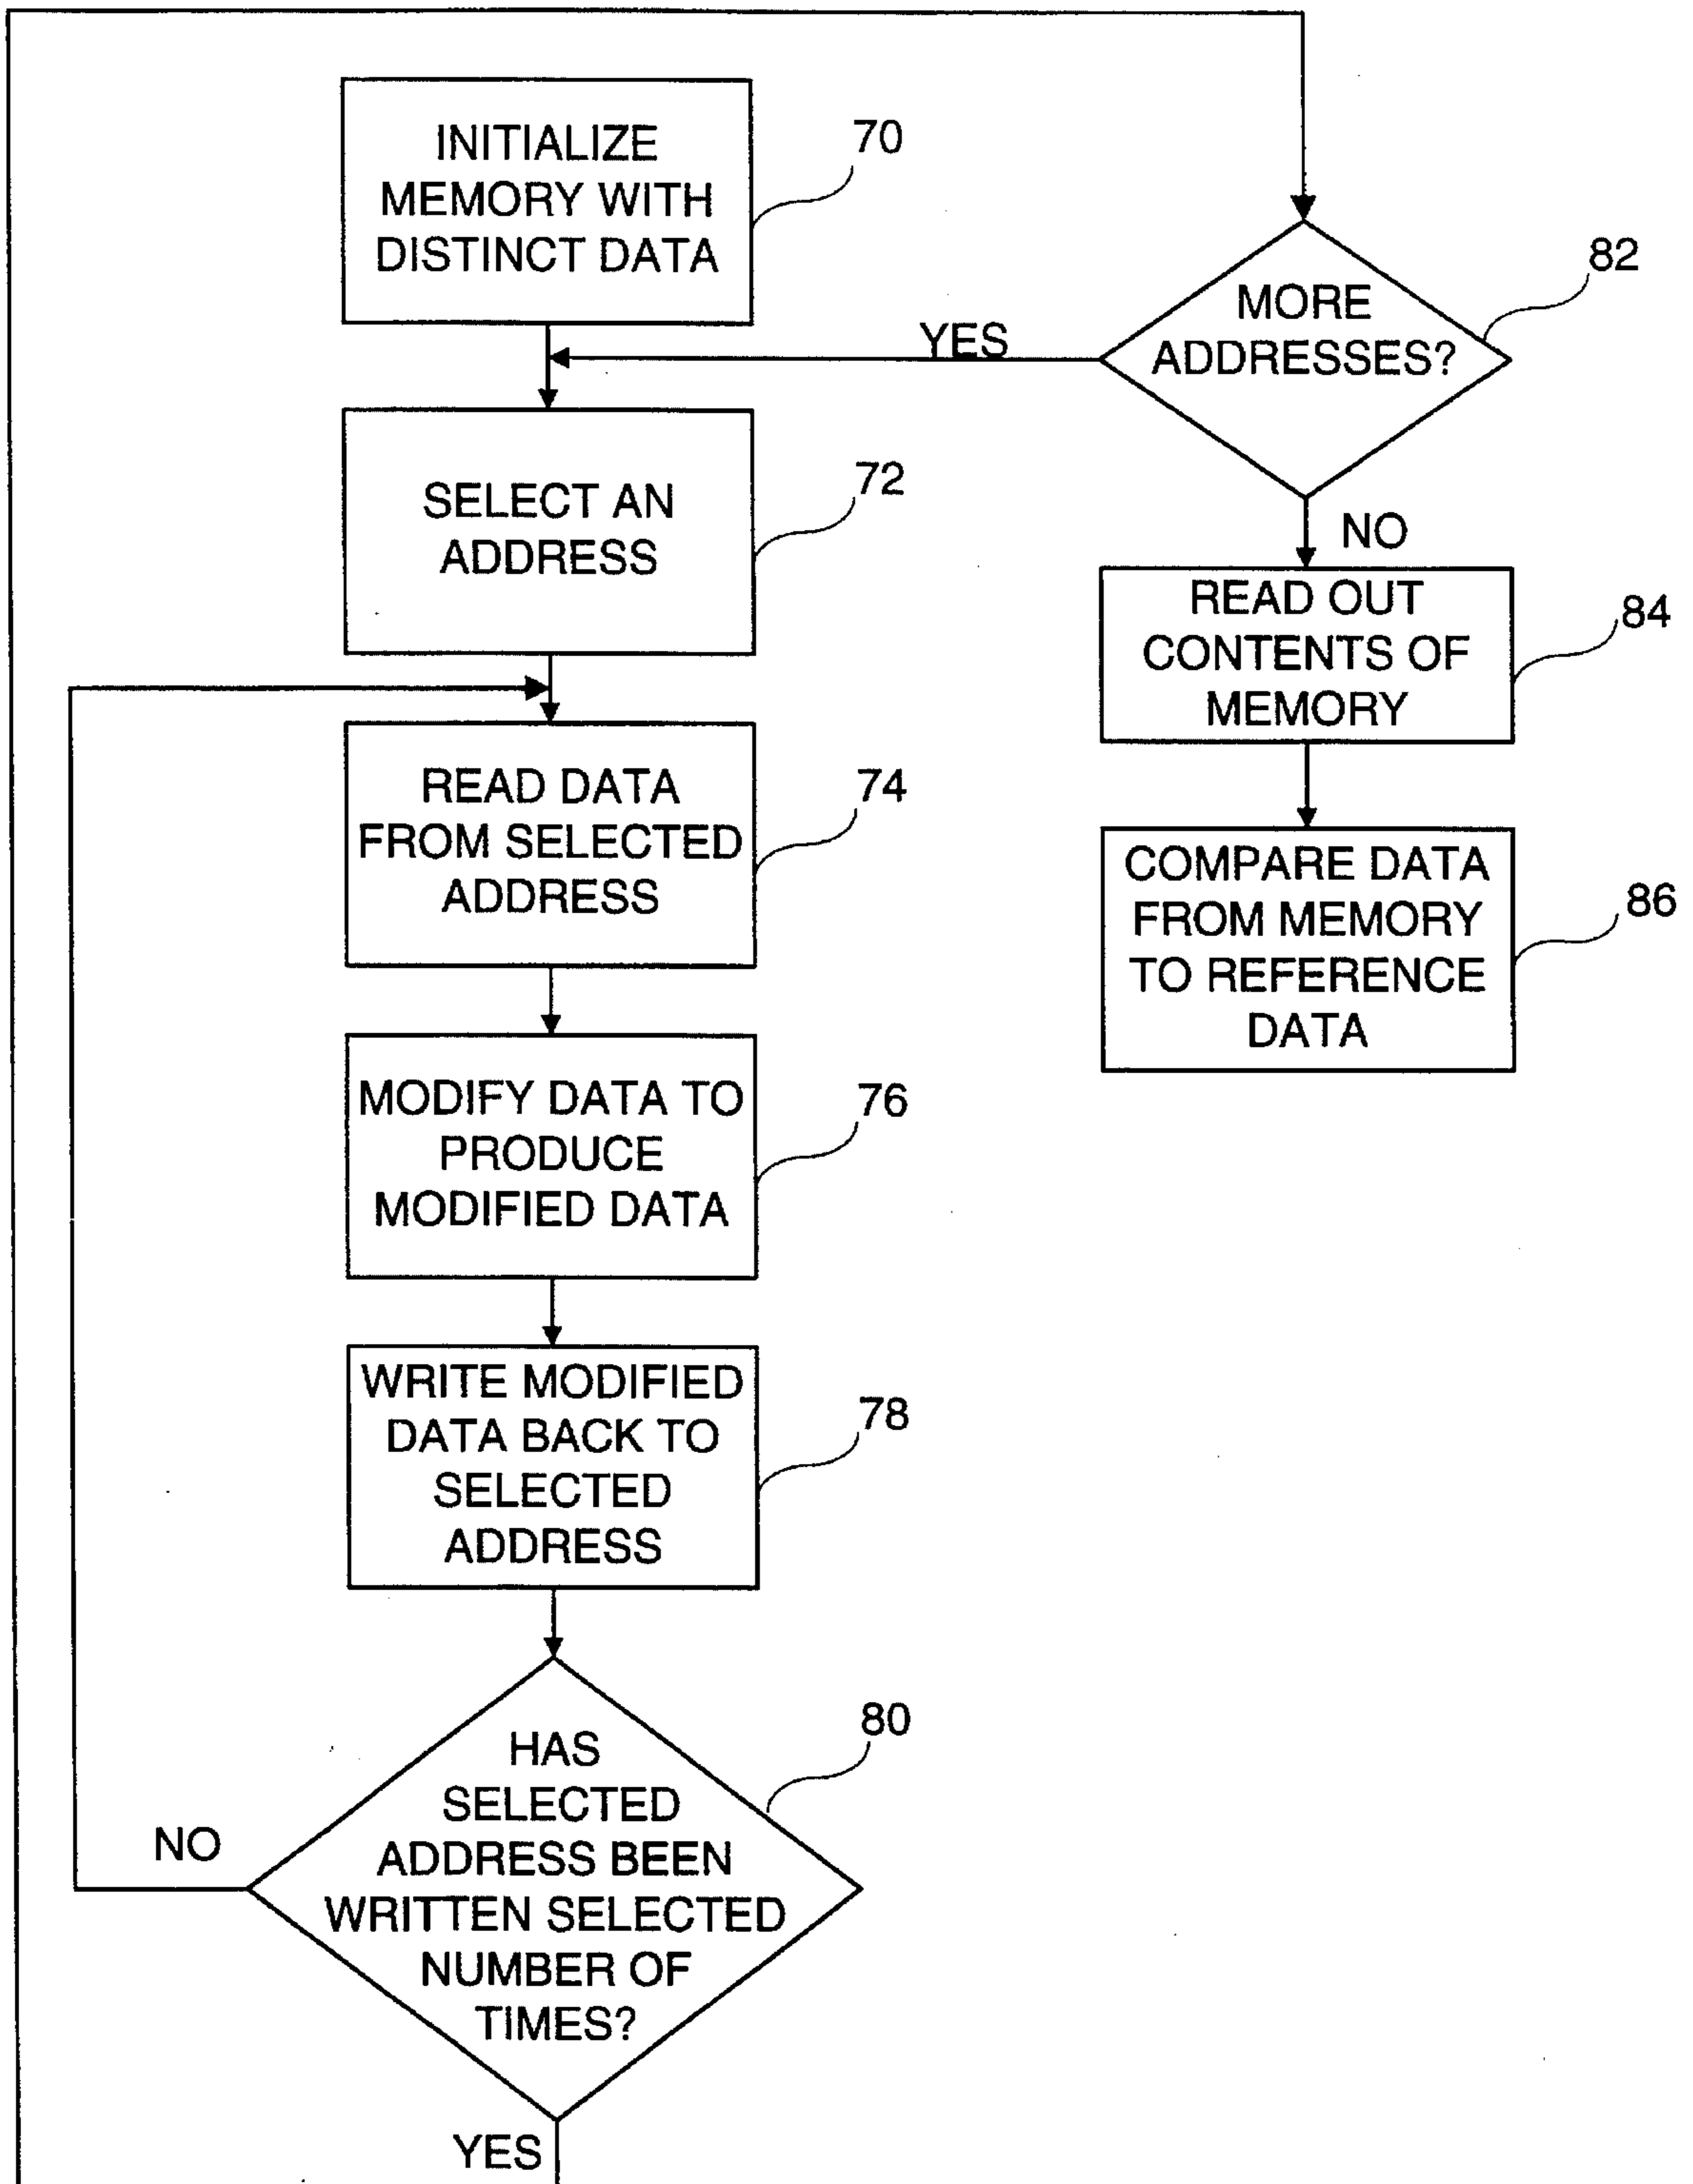 INITIALIZE
MEMORY WITH
DISTINCT DATA
70
SELECT AN
ADDRESS
72
READ DATA
FROM SELECTED
ADDRESS
74
MODIFY DATA TO
PRODUCE
MODIFIED DATA
76
WRITE MODIFIED
DATA BACK TO
SELECTED
ADDRESS
78
HAS
SELECTED
ADDRESS BEEN
WRITTEN SELECTED
NUMBER OF
TIMES?
80
NO
YES
MORE
ADDRESSES?
82
YES
NO
READ OUT
CONTENTS OF
MEMORY
84
COMPARE DATA
FROM MEMORY
TO REFERENCE
DATA
86